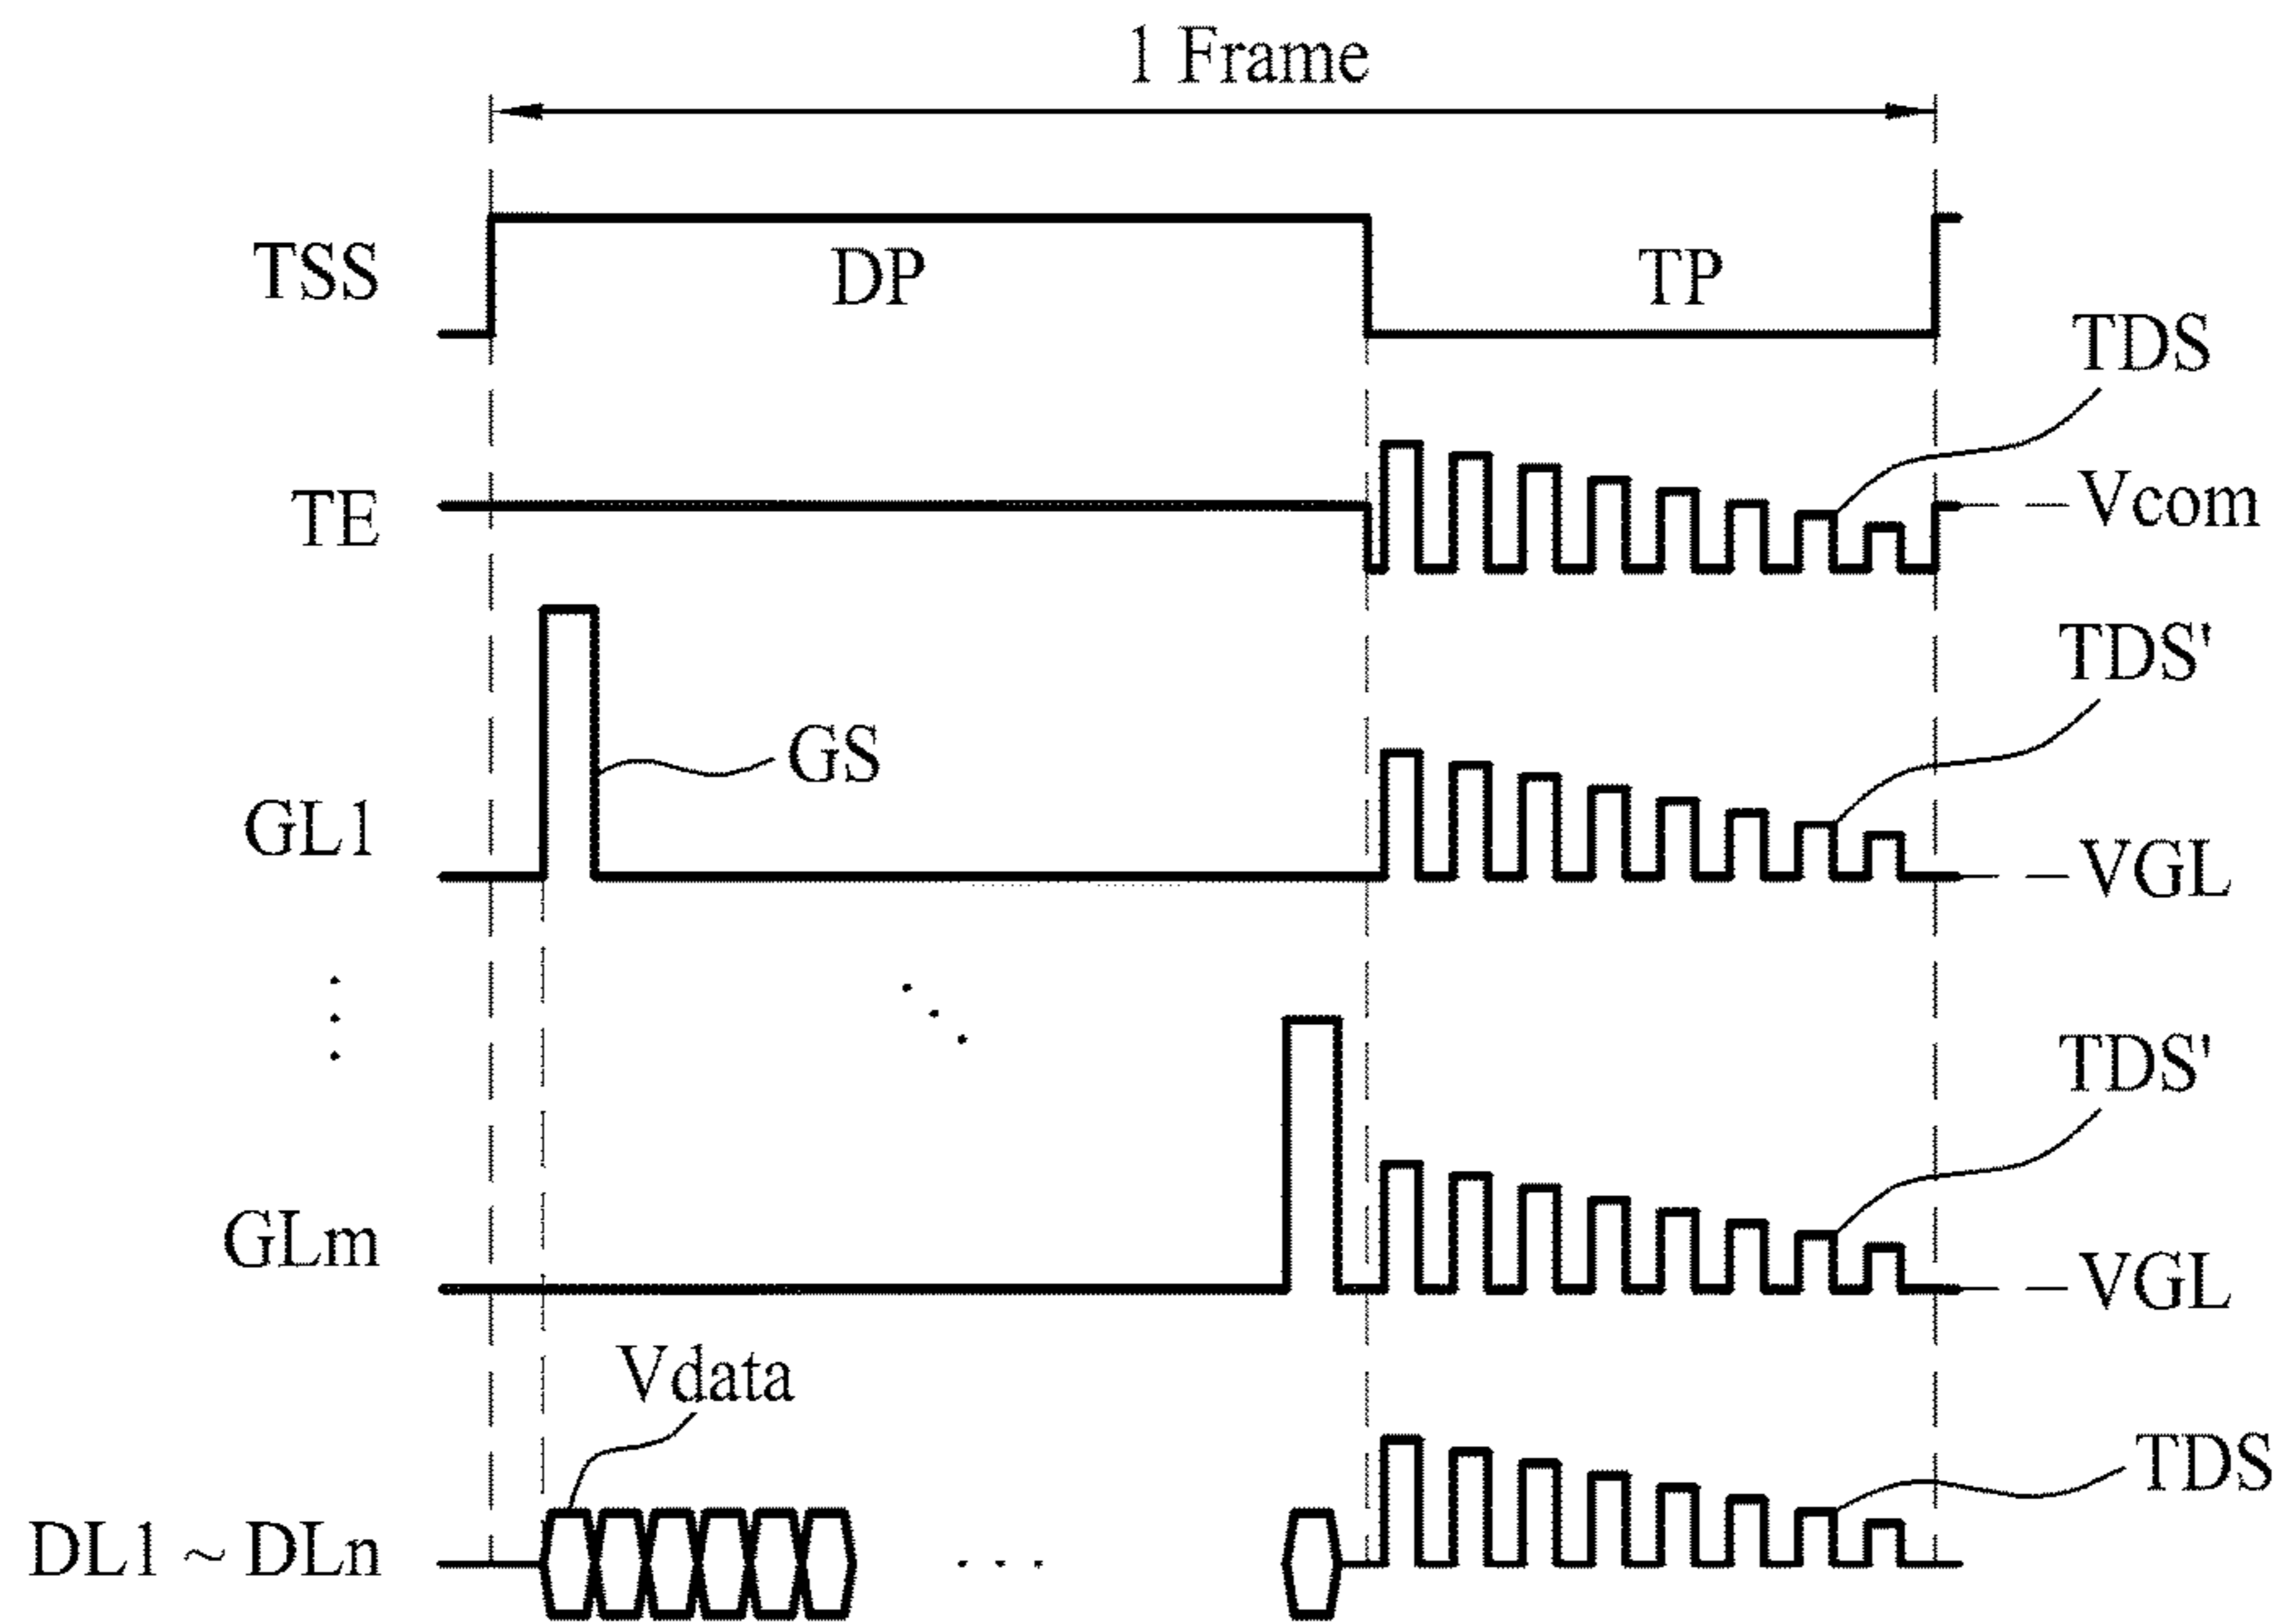 1 Frame
TSS
DP
TP
TDS
TE
Vcom
TDS'
GS
GL1
VGL
TDS'
GLm
VGL
Vdata
TDS
DL1 ~ DLn